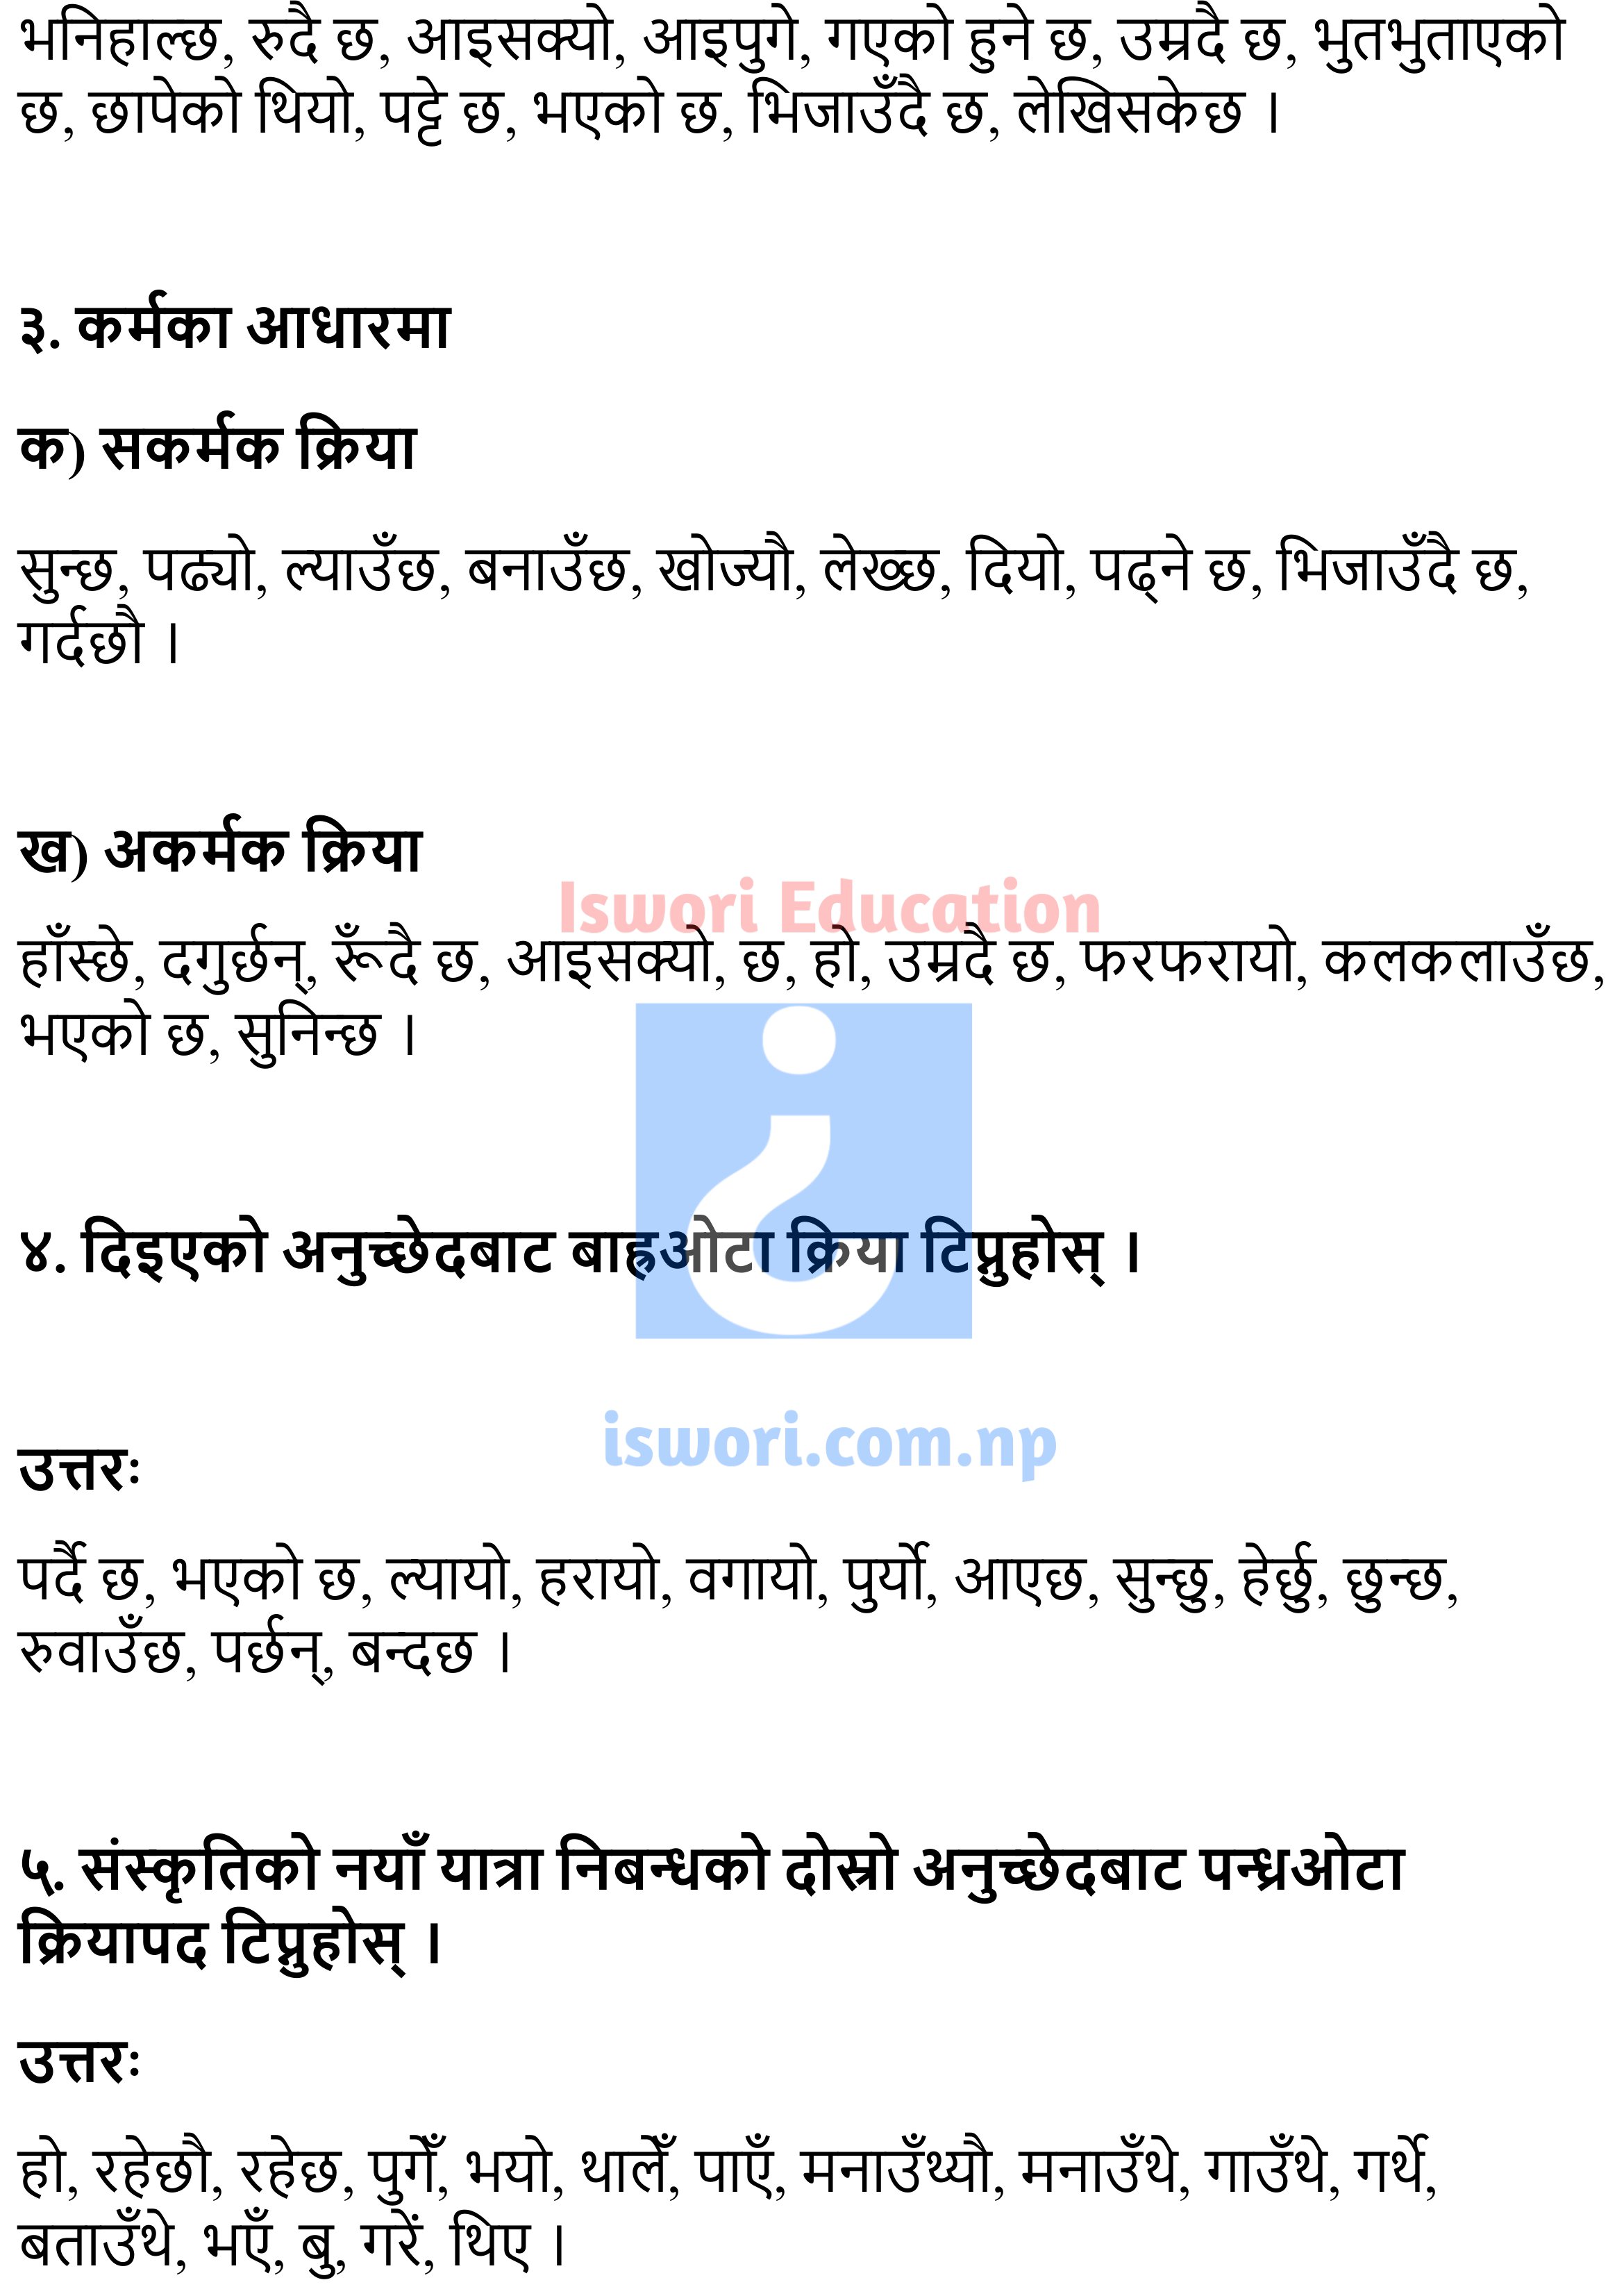 भनिहाल्छ, रुदै छ, आइसक्यो, आइपुगे, गएको हुने छ, उम्रदै छ, भुतभुताएको
छ, छापेको थियो, पट्टे छ, भएको छ, भिजाउँदै छ, लेखिसकेछ ।
३. कर्मका आधारमा
क) सकर्मक क्रिया
सुन्छ, पढ्यो, ल्याउँछ, बनाउँछ, खोज्यौ, लेख्छ, दियो, पढ्ने छ, भिजाउँदै छ,
गर्दछौ ।
ख) अकर्मक क्रिया
Iswori Education
हाँस्छे, दगुर्छन्, रूँदै छ, आइसक्यो, छ, हो, उम्रदै छ, फरफरायो, कलकलाउँछ,
भएको छ, सुनिन्छ ।
४. दिइएको अनुच्छेदबाट बाह्रओटा क्रिया टिप्नुहोस् ।
iswori.com.np
उत्तरः
पर्दै छ, भएको छ, ल्यायो, हरायो, वगायो, पुर्यो, आएछ, सुन्छु, हेर्छु, छुन्छ,
रुवाउँछ, पर्छन्, बन्दछ ।
५. संस्कृतिको नयाँ यात्रा निबन्धको दोस्रो अनुच्छेदबाट पन्ध्रओटा
क्रियापद टिप्नुहोस् ।
उत्तरः
हो, रहेछौ, रहेछ, पुगेँ, भयो, थालेँ, पाएँ, मनाउँथ्यौ, मनाउँथे, गाउँथे, गर्थे,
बताउँथे, भएँ, बु, गरें, थिए ।